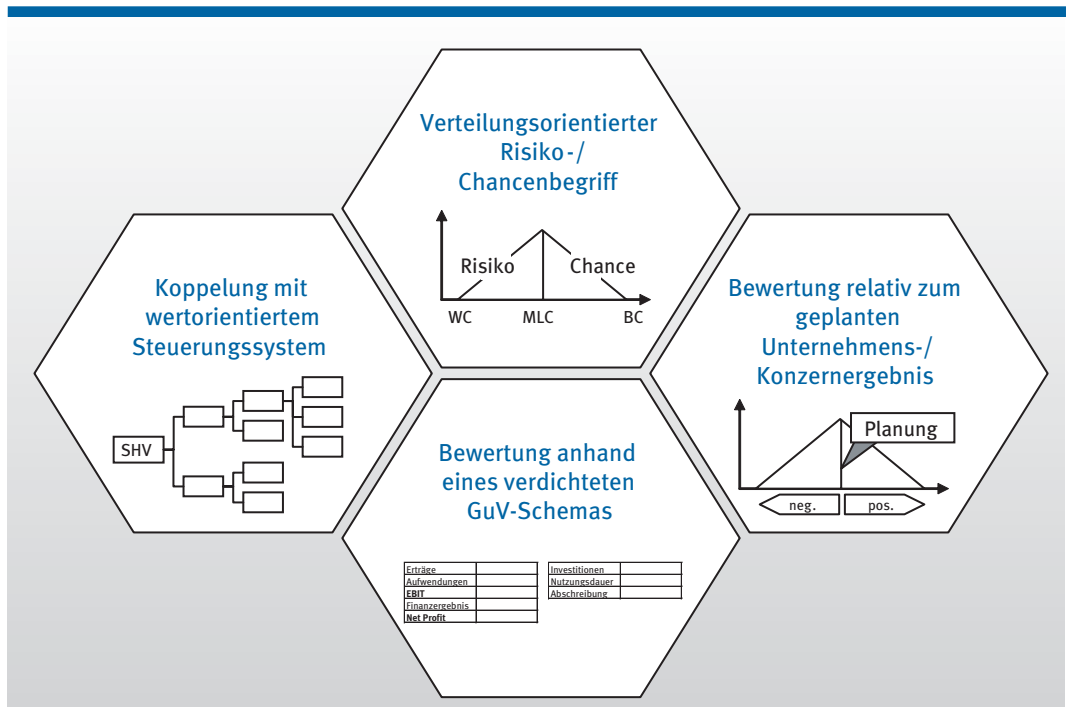 Verteilungsorientierter
Risiko-/
Chancenbegriff
Risiko
Chance
WC
MLC
BC
Koppelung mit
wertorientiertem
Steuerungssystem
SHV
Bewertung relativ zum
geplanten
Unternehmens-/
Konzernergebnis
Planung
neg.
pos.
Bewertung anhand
eines verdichteten
GuV-Schemas
Erträge
Aufwendungen
EBIT
Finanzergebnis
Net Profit
Investitionen
Nutzungsdauer
Abschreibung